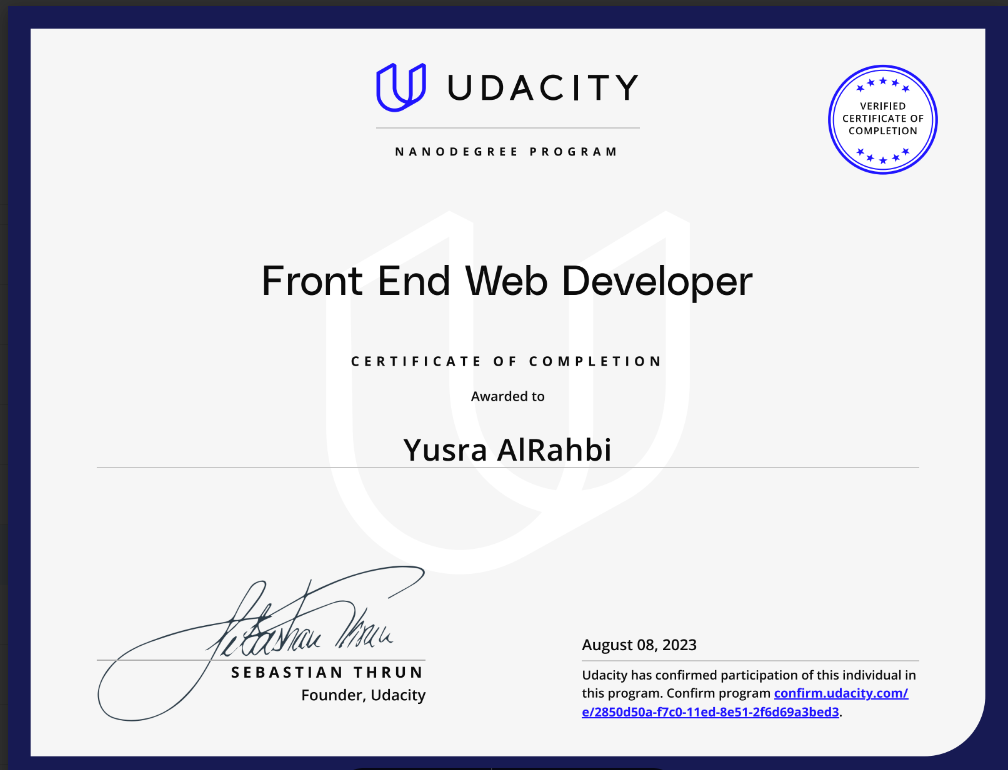 UDACITY
NANODEGREE PROGRAM
VERIFIED
CERTIFICATE OF
COMPLETION
Front End Web Developer
CERTIFICATE OF COMPLETION
Awarded to
Yusra AlRahbi
Sebastian Thrun
SEBASTIAN THRUN
Founder, Udacity
August 08, 2023
Udacity has confirmed participation of this individual in
this program. Confirm program confirm.udacity.com/
e/2850d50a-f7c0-11ed-8e51-2f6d69a3bed3.